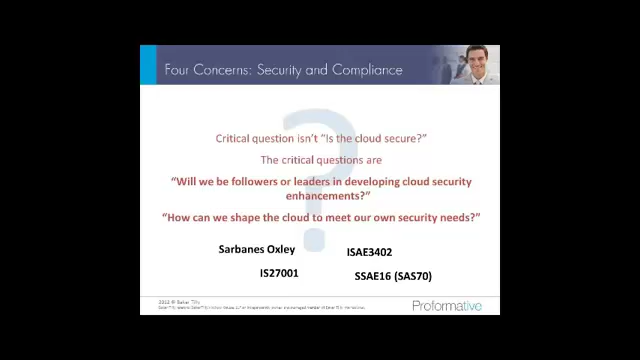 Four Concerns: Security and Compliance
Critical question isn't "Is the cloud secure?"
The critical questions are
"Will we be followers or leaders in developing cloud security
enhancements?"
"How can we shape the cloud to meet our own security needs?"
Sarbanes Oxley
ISAE3402
IS27001
SSAE16 (SAS70)
2012 © Baker Tilly
Proformative